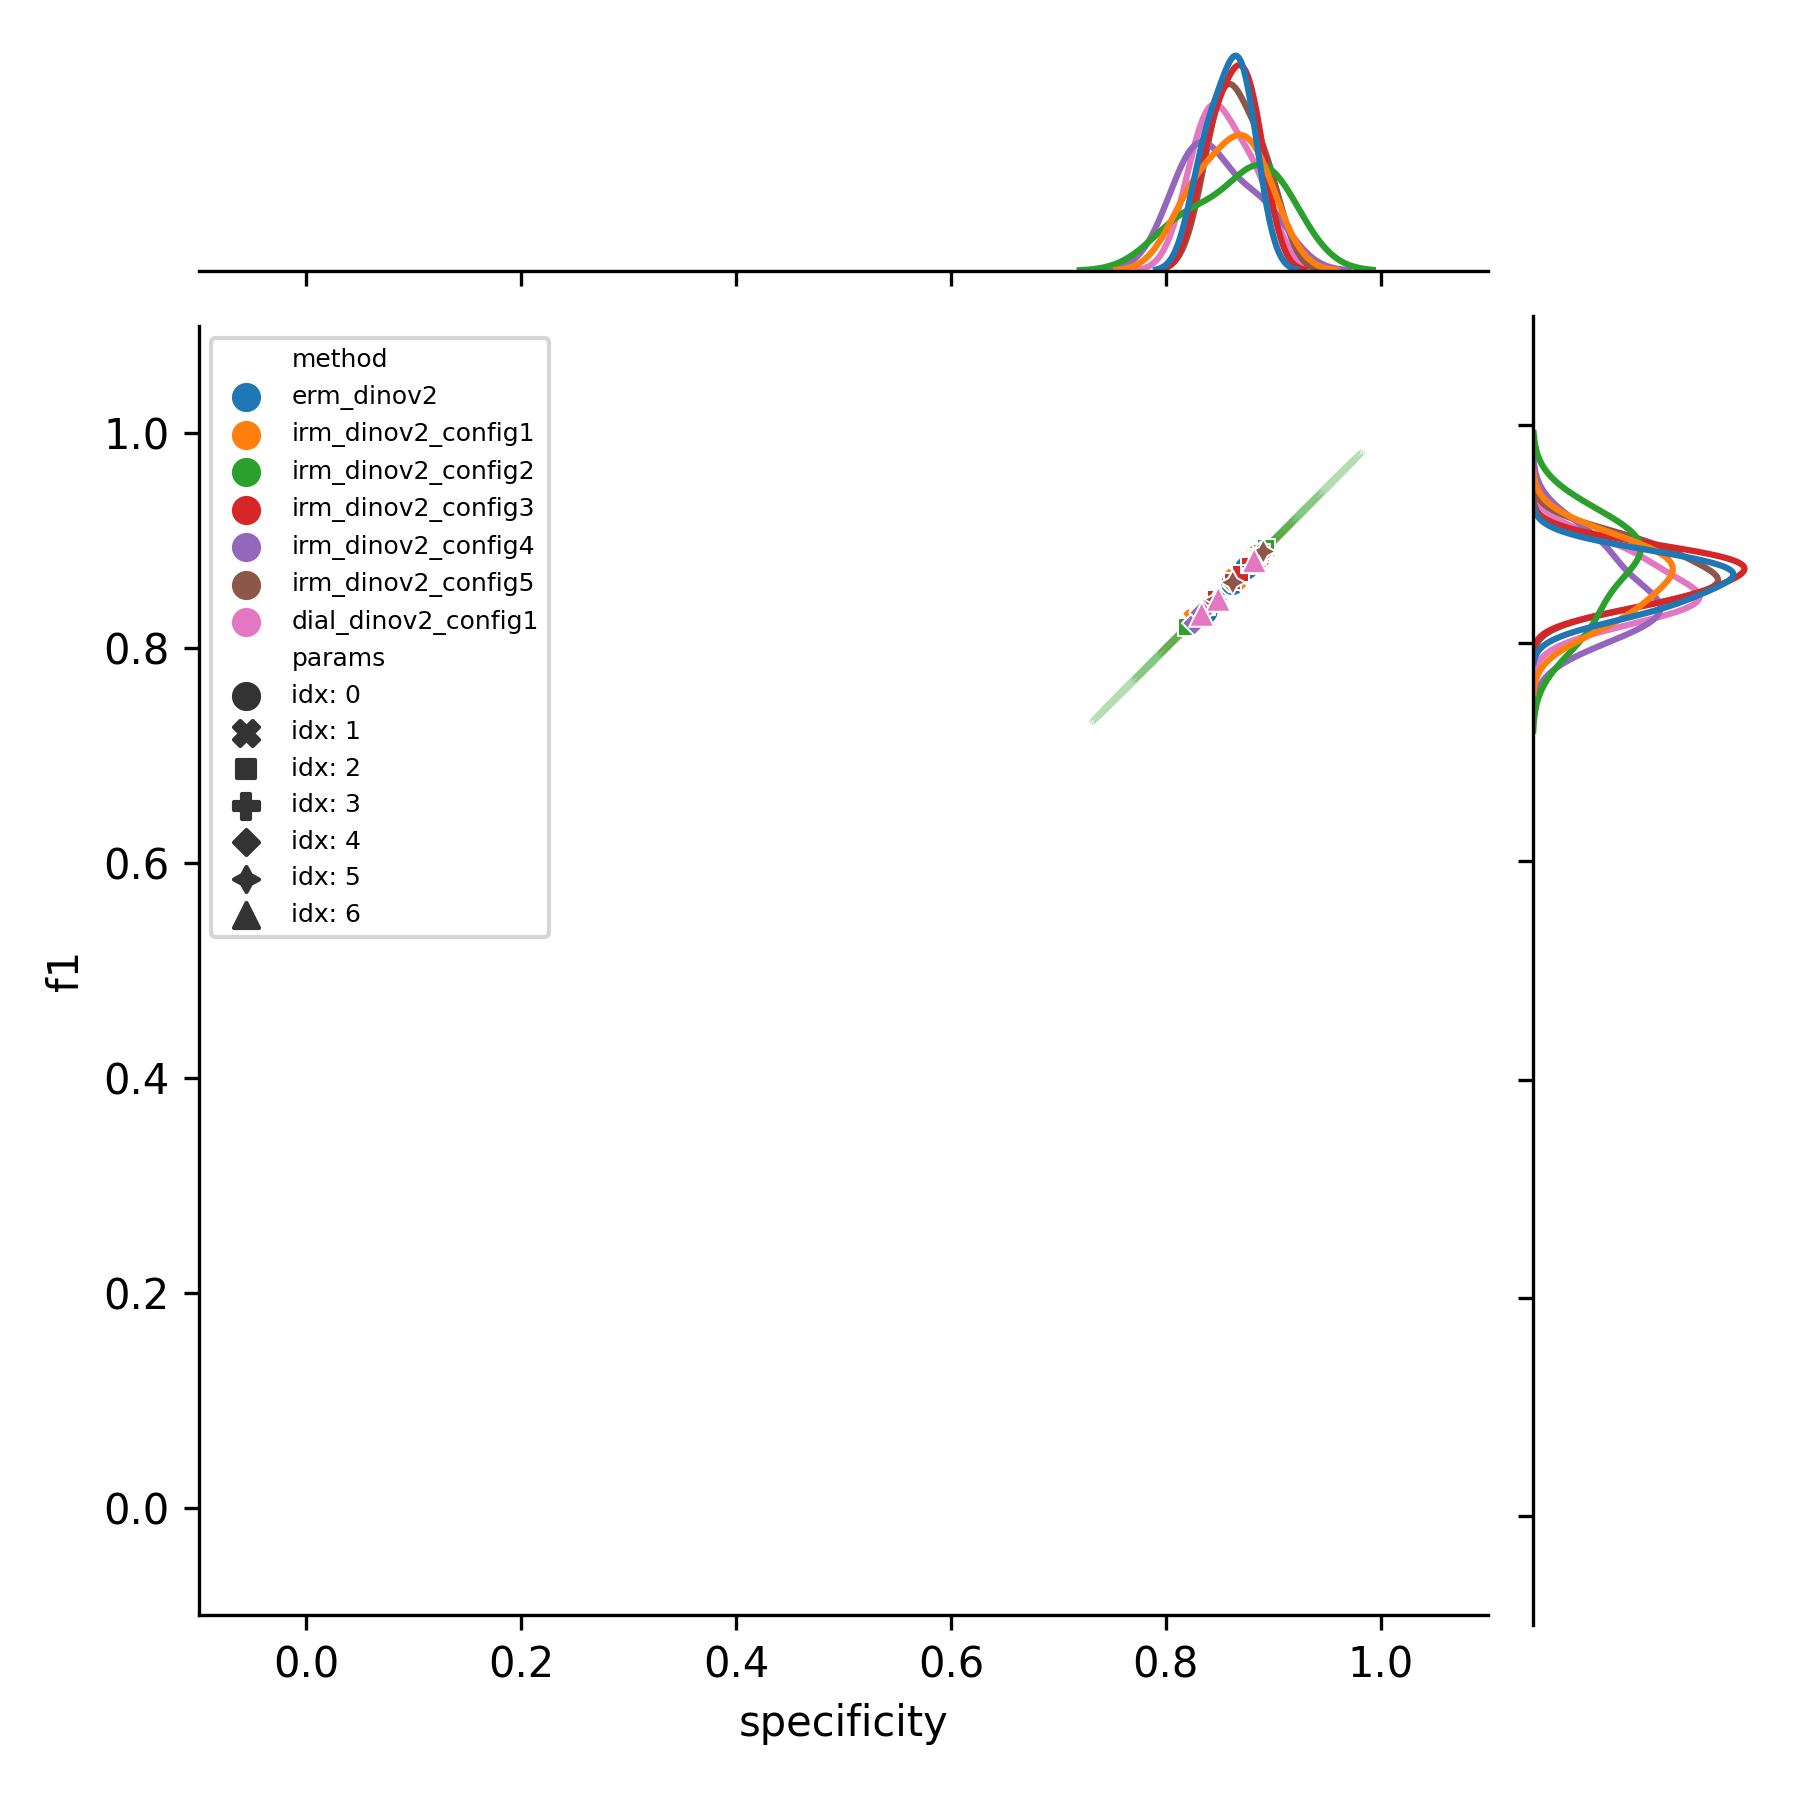 method
erm_dinov2
irm_dinov2_config1
irm_dinov2_config2
irm_dinov2_config3
irm_dinov2_config4
irm_dinov2_config5
dial_dinov2_config1
params
idx: 0
idx: 1
idx: 2
idx: 3
idx: 4
idx: 5
idx: 6
1.0
0.8
0.6
0.4
0.2
0.0
f1
0.0 0.2 0.4 0.6 0.8 1.0
specificity